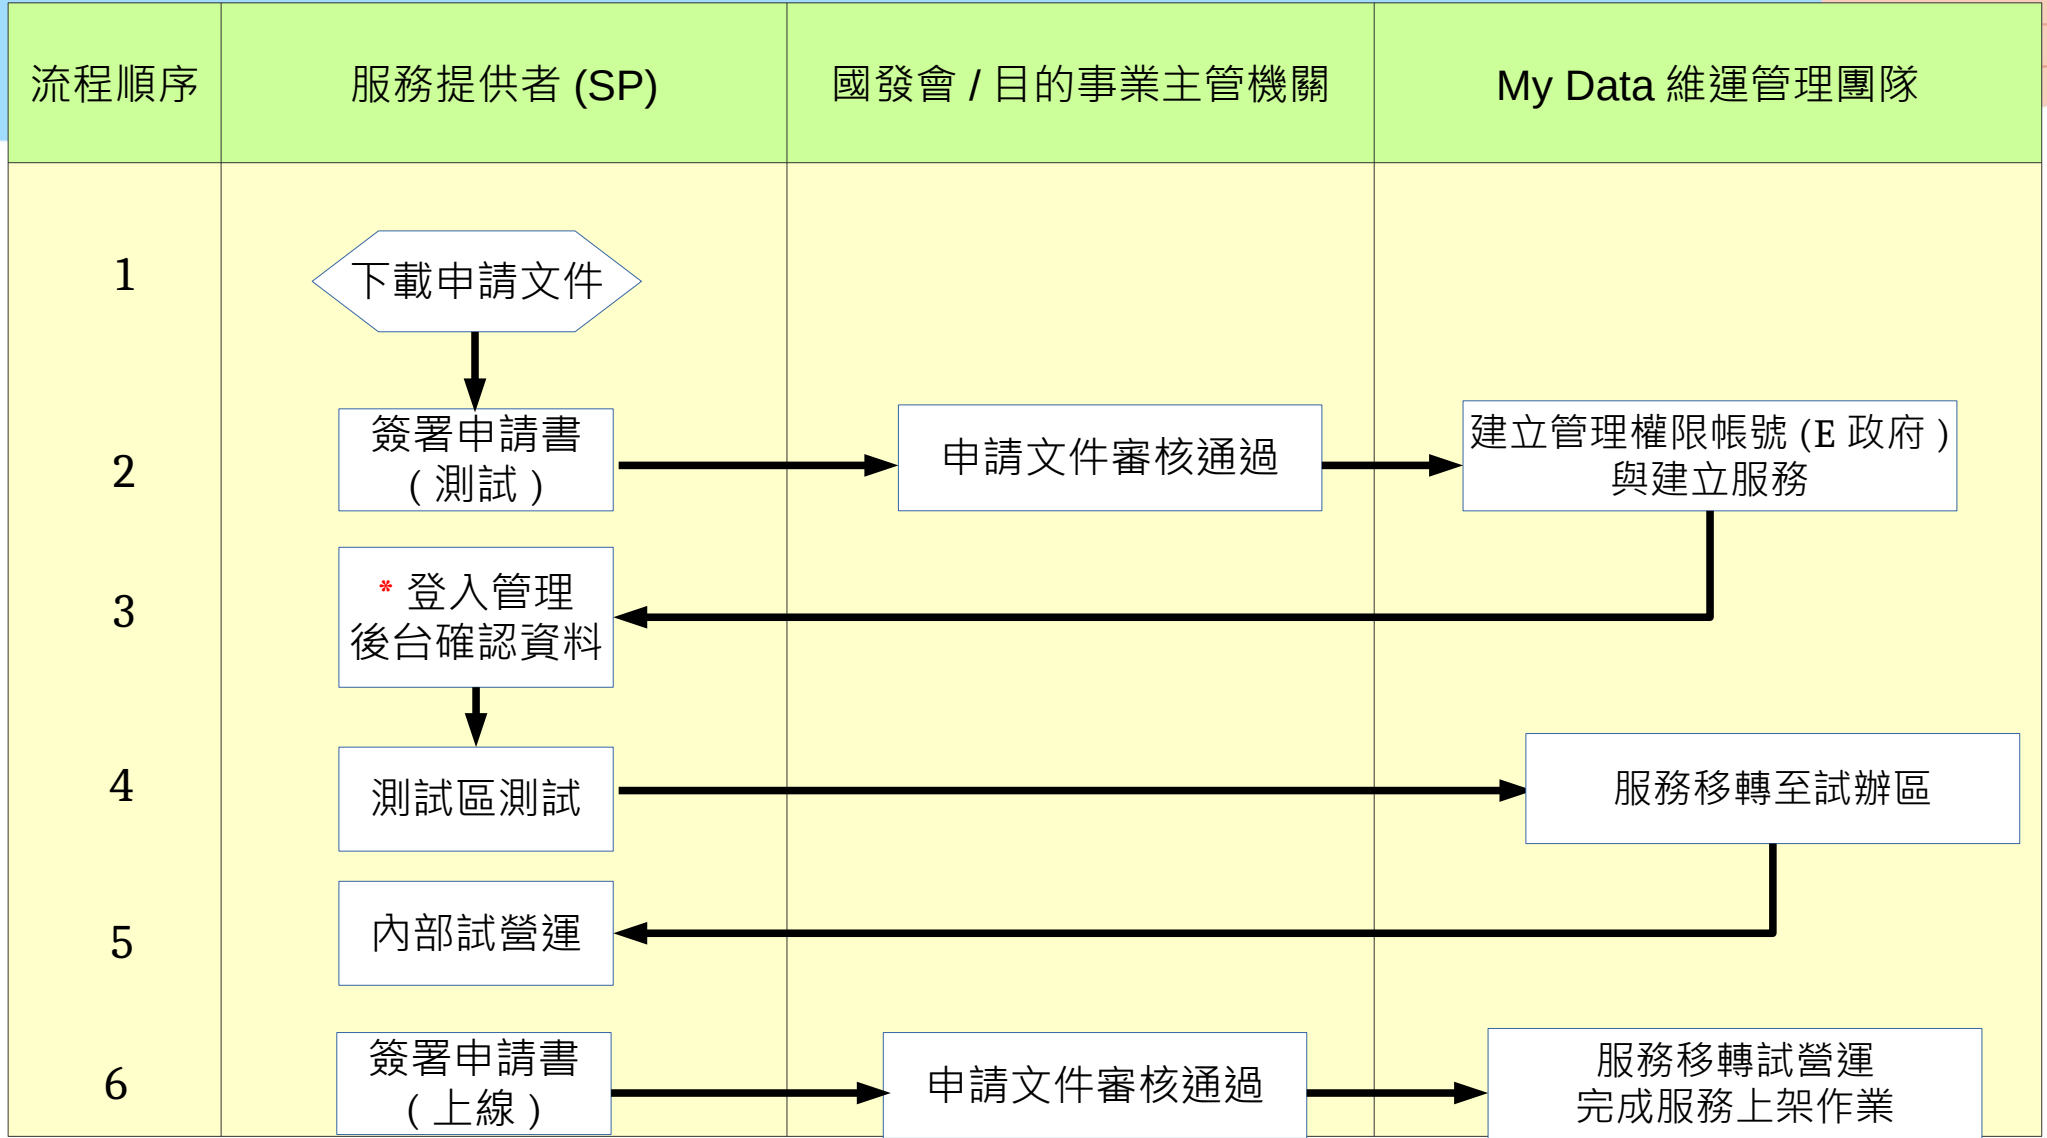 流程順序
服務提供者 (SP)
國發會 / 目的事業主管機關
My Data 維運管理團隊
1
下載申請文件
2
簽署申請書
( 測試 )
申請文件審核通過
建立管理權限帳號 (E 政府 )
與建立服務
3
* 登入管理
後台確認資料
4
測試區測試
服務移轉至試辦區
5
內部試營運
6
簽署申請書
( 上線 )
申請文件審核通過
服務移轉試營運
完成服務上架作業